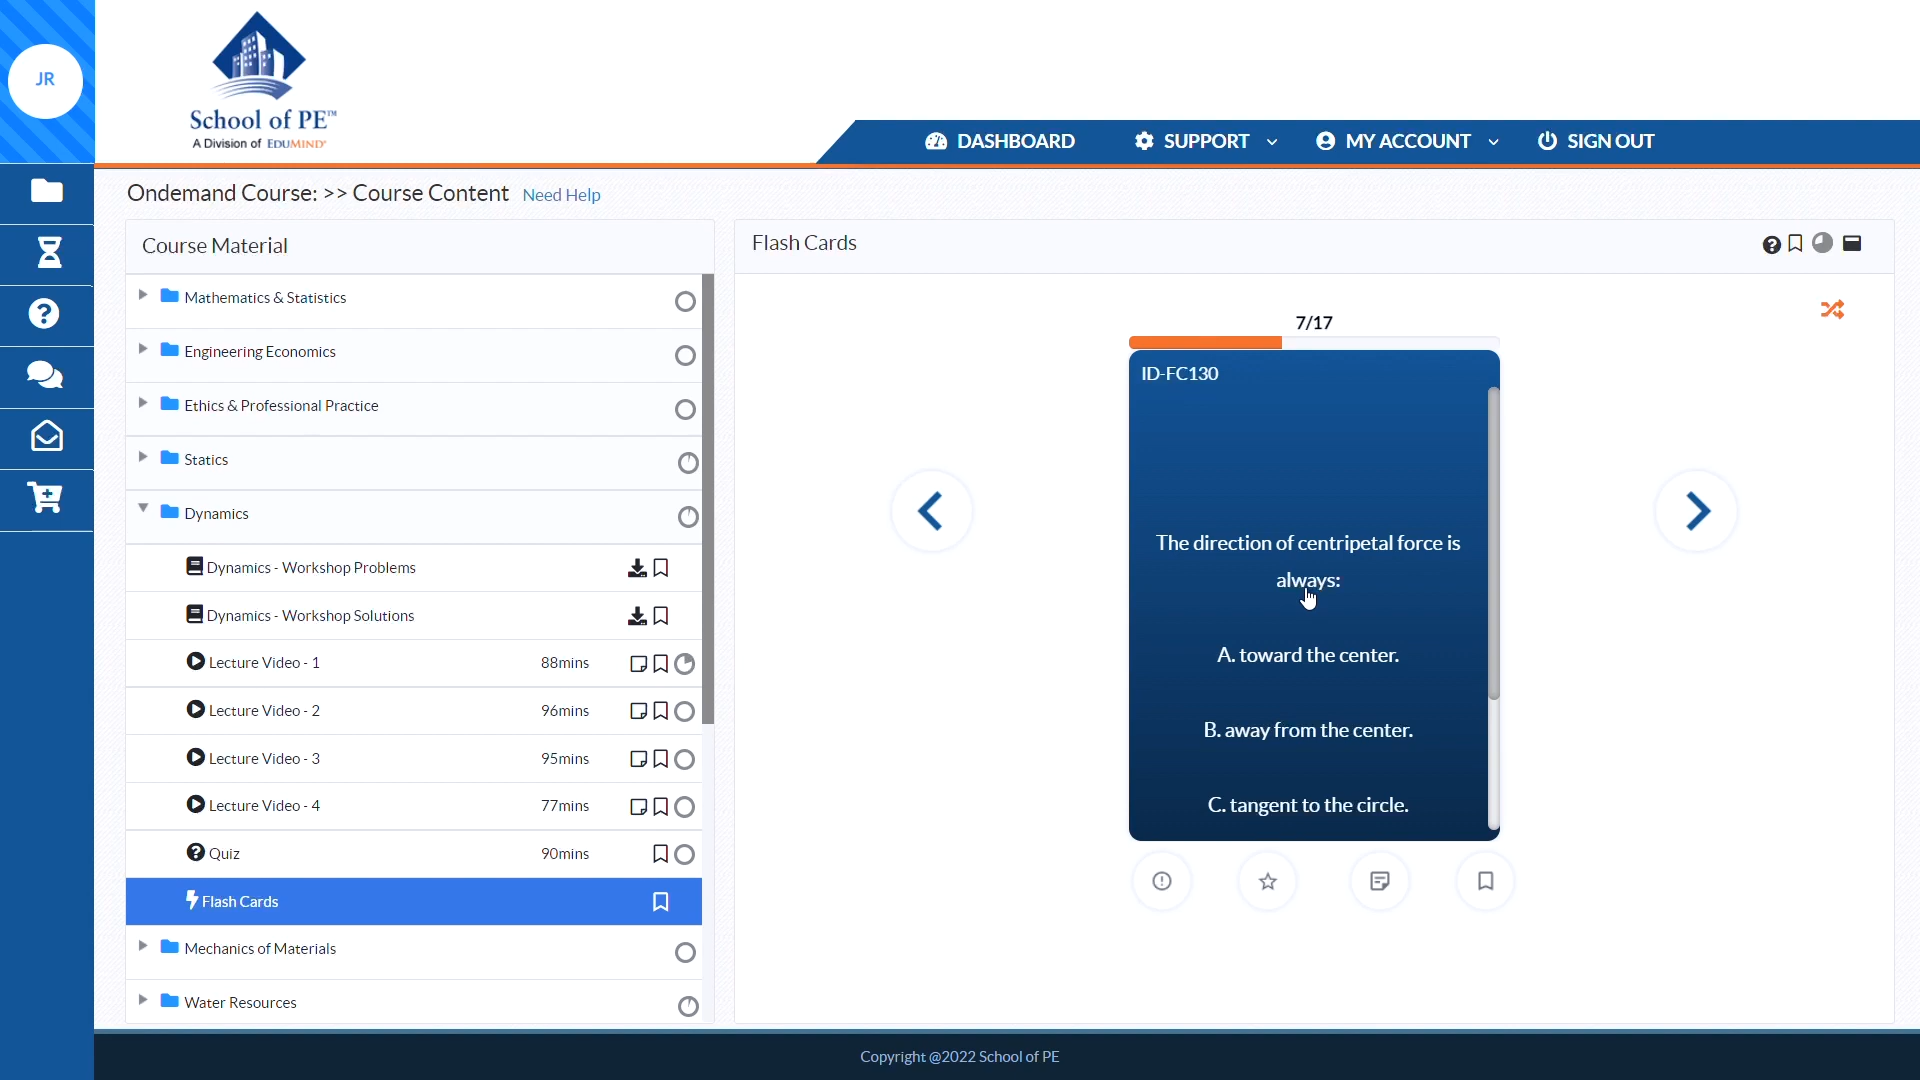 JR
School of PE™
A Division of EDUMIND®
DASHBOARD
SUPPORT
MY ACCOUNT
SIGN OUT
Ondemand Course: >> Course Content Need Help
Course Material
Mathematics & Statistics
Engineering Economics
Ethics & Professional Practice
Statics
Dynamics
Dynamics - Workshop Problems
Dynamics - Workshop Solutions
Lecture Video - 1 88mins
Lecture Video - 2 96mins
Lecture Video - 3 95mins
Lecture Video - 4 77mins
Quiz 90mins
Flash Cards
Mechanics of Materials
Water Resources
Flash Cards
7/17
ID-FC130
The direction of centripetal force is
always:
A. toward the center.
B. away from the center.
C. tangent to the circle.
Copyright @2022 School of PE